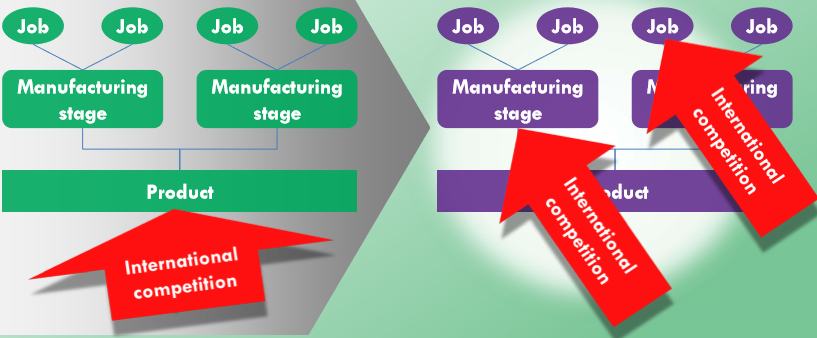 Job Job Job Job
Manufacturing Manufacturing
stage stage
Product
International
competition
Job Job Job Job
Manufacturing
stage
International
competition
International
competition